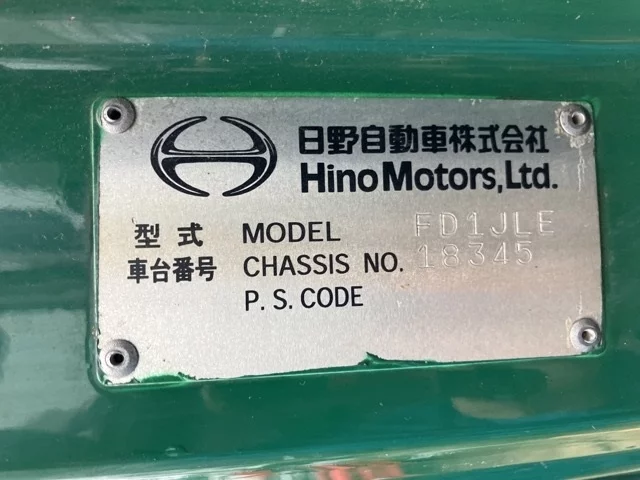 日野自動車株式会社
Hino Motors, Ltd.
型式 MODEL FD1JLE
車台番号 CHASSIS NO. 18345
P. S. CODE